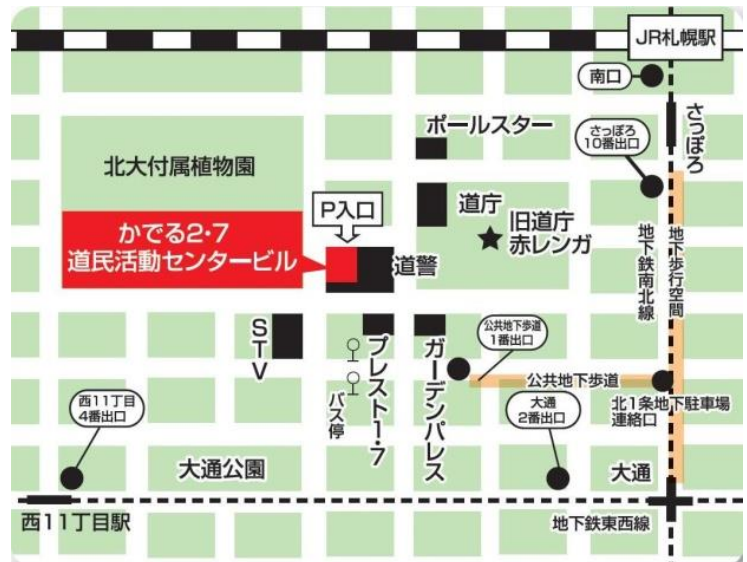 JR札幌駅
南口
さっぽろ
さっぽろ
10番出口
ポールスター
北大付属植物園
P入口
道庁
旧道庁
赤レンガ
かでる2・7
道民活動センタービル
道警
地下鉄南北線
地下歩行空間
STV
プレスト1・7
ガーデンパレス
公共地下歩道
1番出口
バス停
公共地下歩道
北1条地下駐車場
連絡口
西11丁目
4番出口
大通
2番出口
大通公園
大通
西11丁目駅
地下鉄東西線